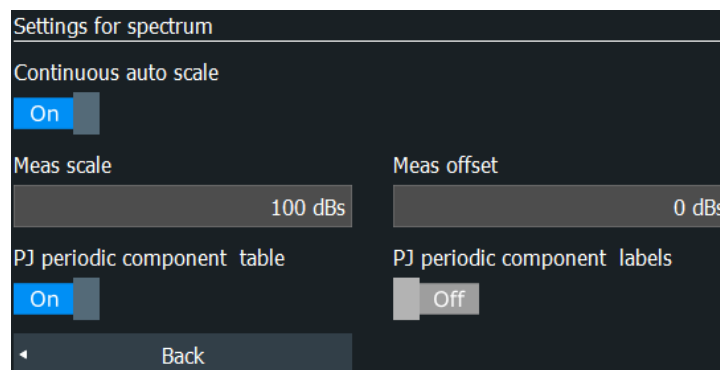 Settings for spectrum
Continuous auto scale
On
Meas scale
Meas offset
100 dBs
0 dBs
PJ periodic component table
PJ periodic component labels
On
Off
Back